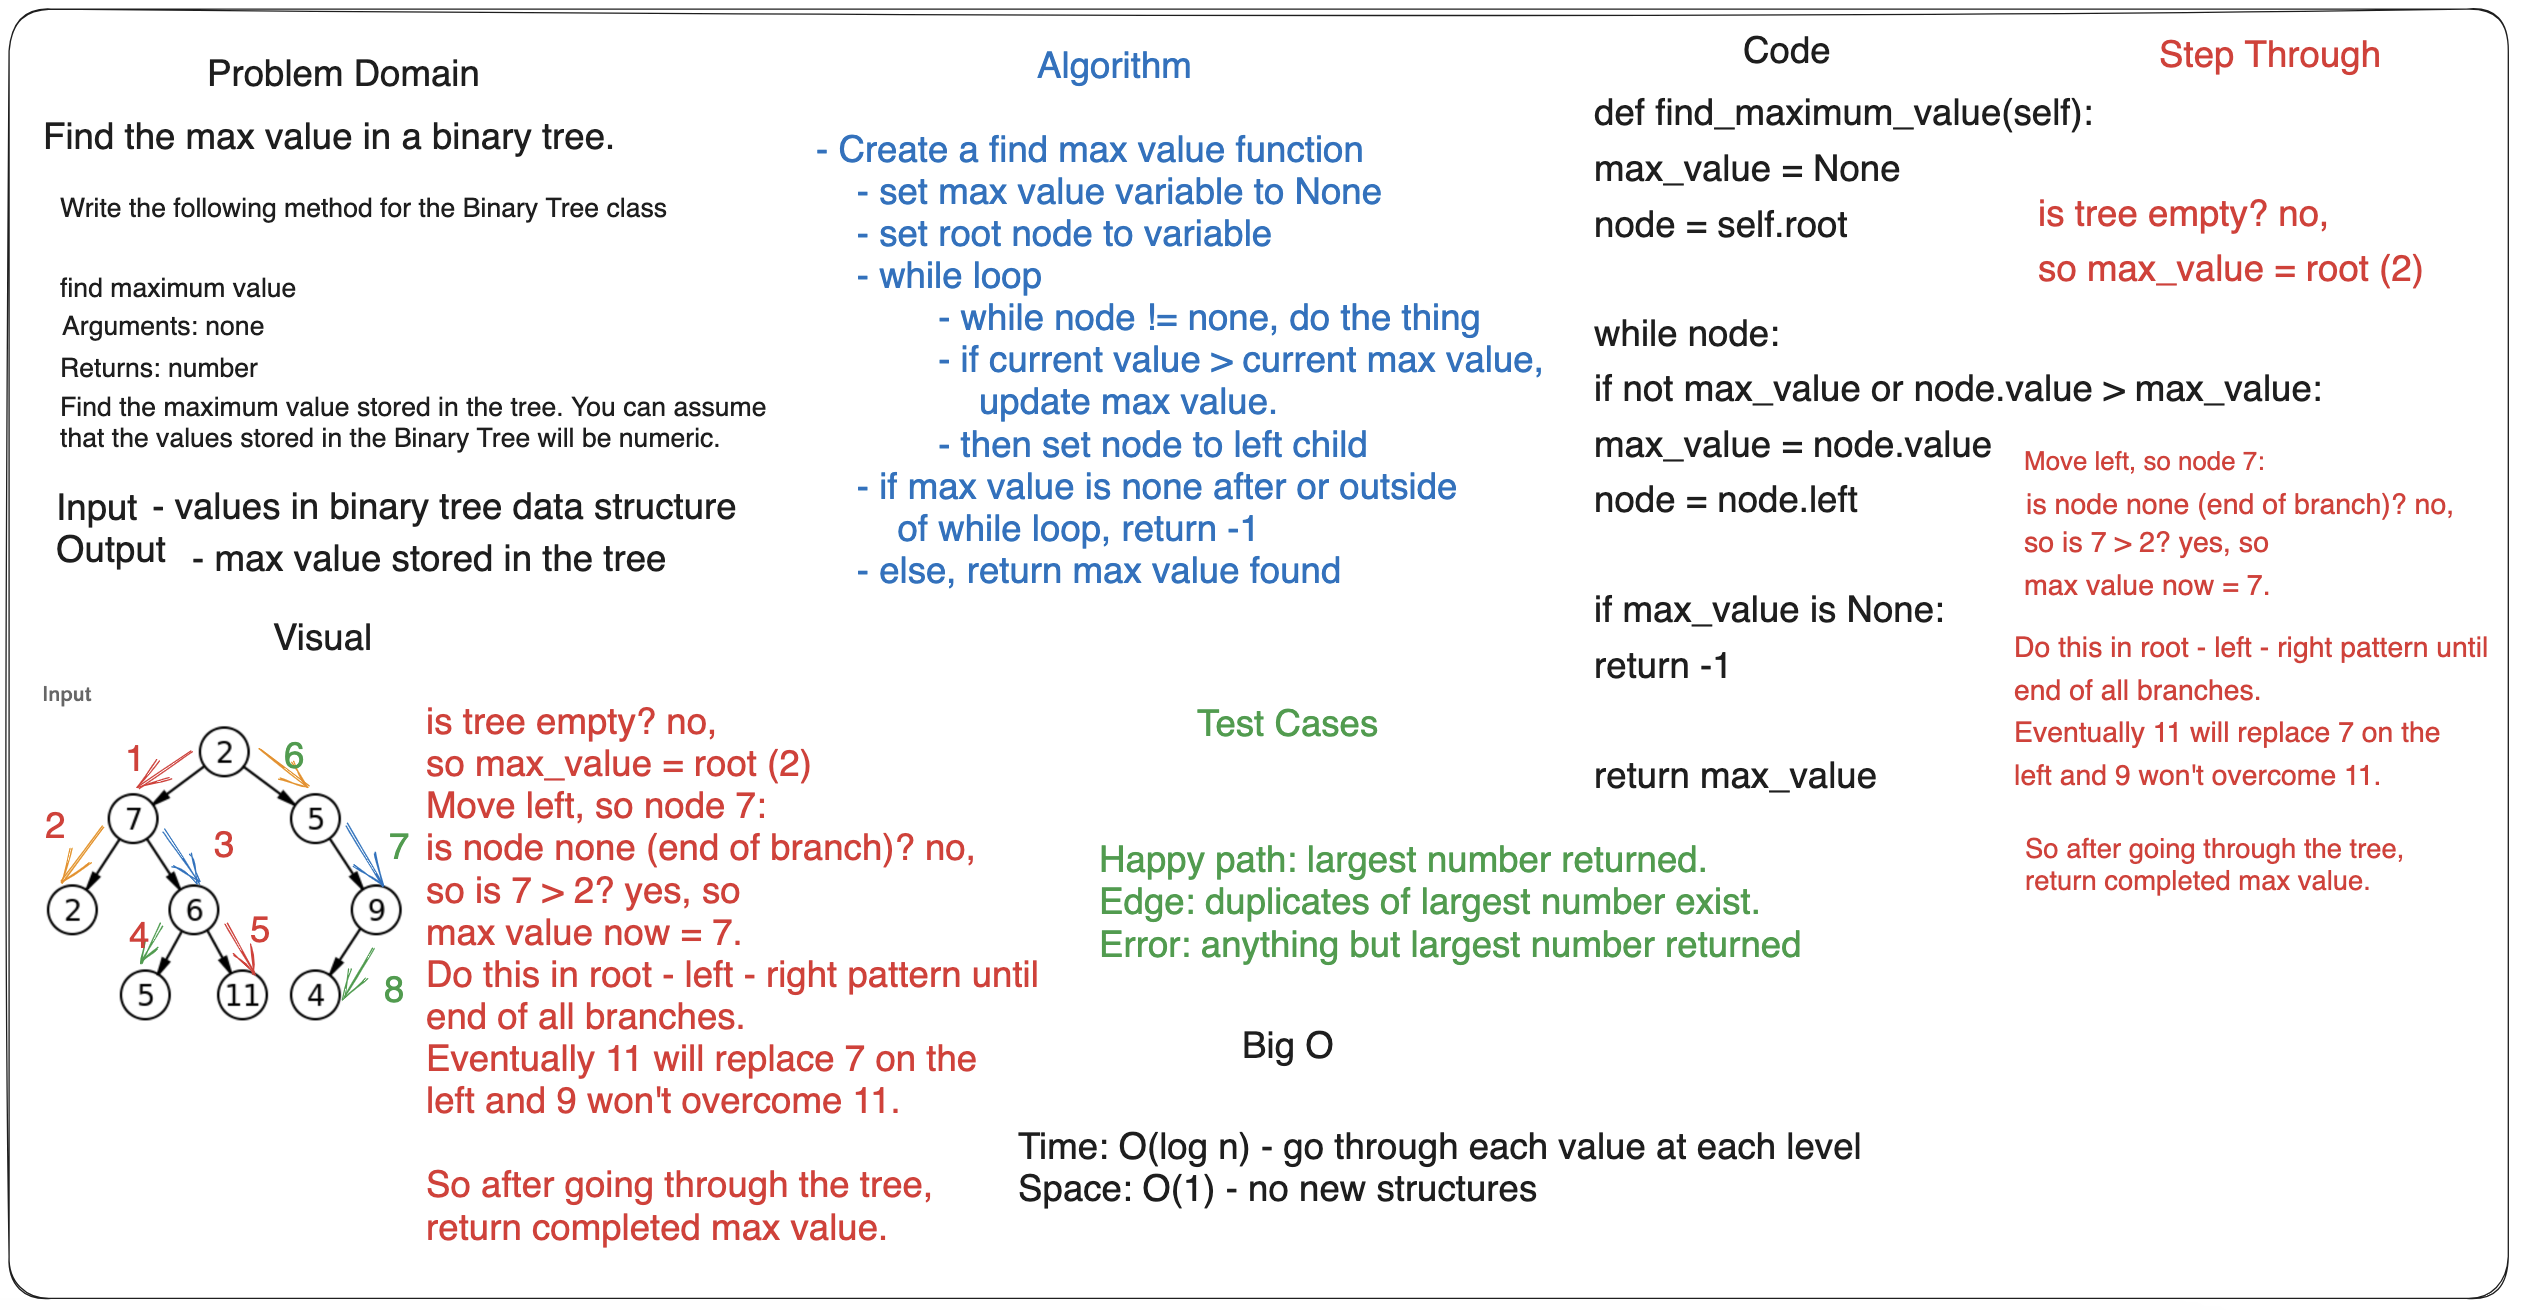 Problem Domain
Find the max value in a binary tree.
Write the following method for the Binary Tree class
find maximum value
Arguments: none
Returns: number
Find the maximum value stored in the tree. You can assume
that the values stored in the Binary Tree will be numeric.
Input - values in binary tree data structure
Output - max value stored in the tree
Visual
Input
1
2
6
2
7
3
5
7
2
4
6
5
9
5
11
4
8
is tree empty? no,
so max_value = root (2)
Move left, so node 7:
is node none (end of branch)? no,
so is 7 > 2? yes, so
max value now = 7.
Do this in root - left - right pattern until
end of all branches.
Eventually 11 will replace 7 on the
left and 9 won't overcome 11.
So after going through the tree,
return completed max value.
Algorithm
- Create a find max value function
- set max value variable to None
- set root node to variable
- while loop
- while node != none, do the thing
- if current value > current max value,
update max value.
- then set node to left child
- if max value is none after or outside
of while loop, return -1
- else, return max value found
Test Cases
Happy path: largest number returned.
Edge: duplicates of largest number exist.
Error: anything but largest number returned
Big O
Time: O(log n) - go through each value at each level
Space: O(1) - no new structures
Code
def find_maximum_value(self):
max_value = None
node = self.root
while node:
if not max_value or node.value > max_value:
max_value = node.value
node = node.left
if max_value is None:
return -1
return max_value
Step Through
is tree empty? no,
so max_value = root (2)
Move left, so node 7:
is node none (end of branch)? no,
so is 7 > 2? yes, so
max value now = 7.
Do this in root - left - right pattern until
end of all branches.
Eventually 11 will replace 7 on the
left and 9 won't overcome 11.
So after going through the tree,
return completed max value.